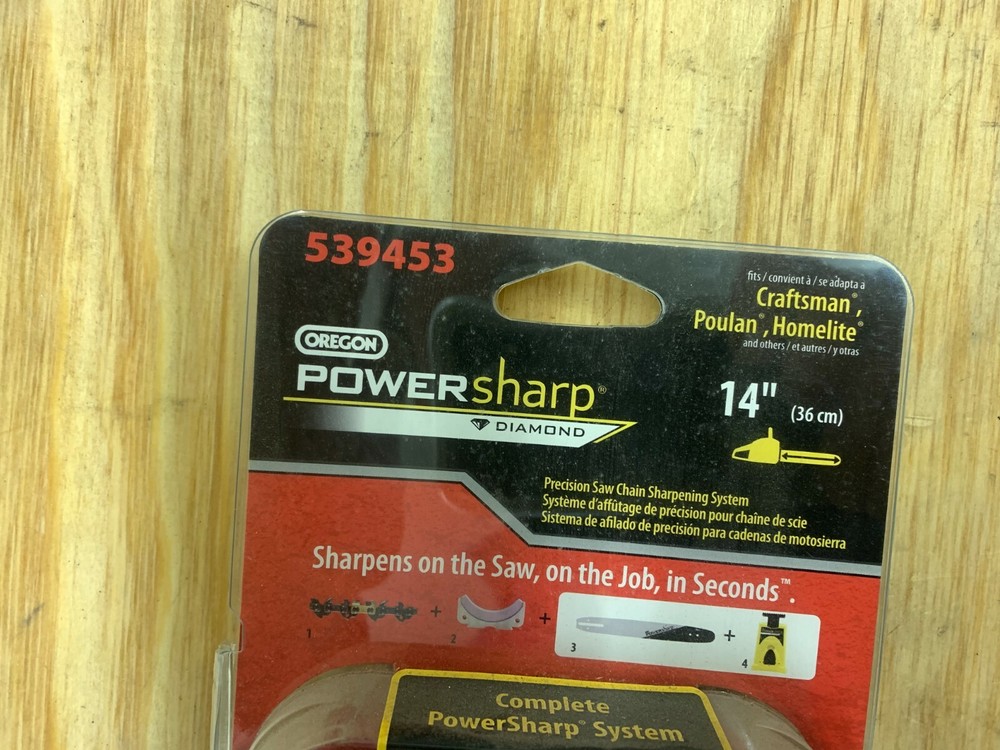 539453
fits / convient à / se adapta a
Craftsman®,
Poulan®, Homelite®
and others / et autres / y otras
OREGON
POWERsharp®
DIAMOND
14" (36 cm)
Precision Saw Chain Sharpening System
Système d'affûtage de précision pour chaîne de scie
Sistema de afilado de precisión para cadenas de motosierra
Sharpens on the Saw, on the Job, in Seconds™.
1 + 2 + 3 + 4
Complete
PowerSharp® System